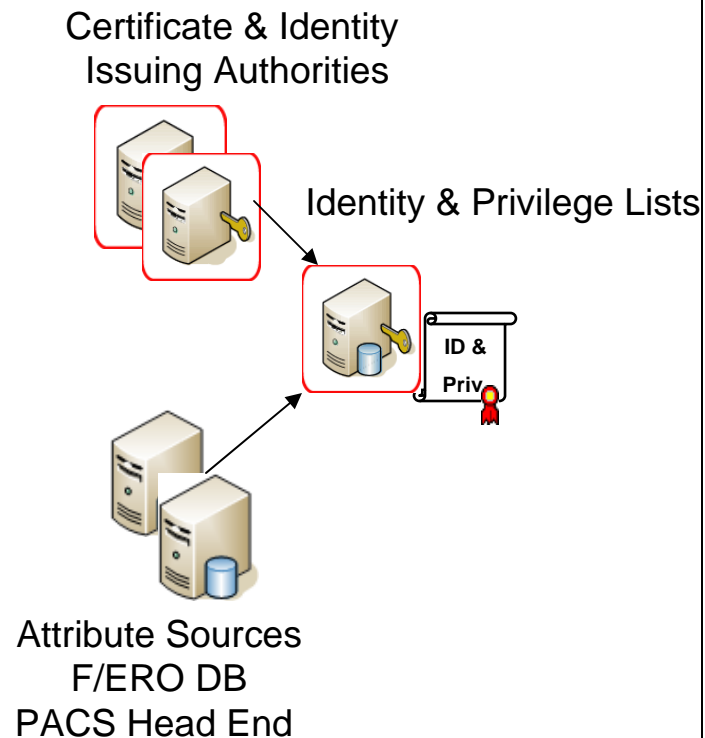 Certificate & Identity
Issuing Authorities
Identity & Privilege Lists
ID &
Priv
Attribute Sources
F/ERO DB
PACS Head End